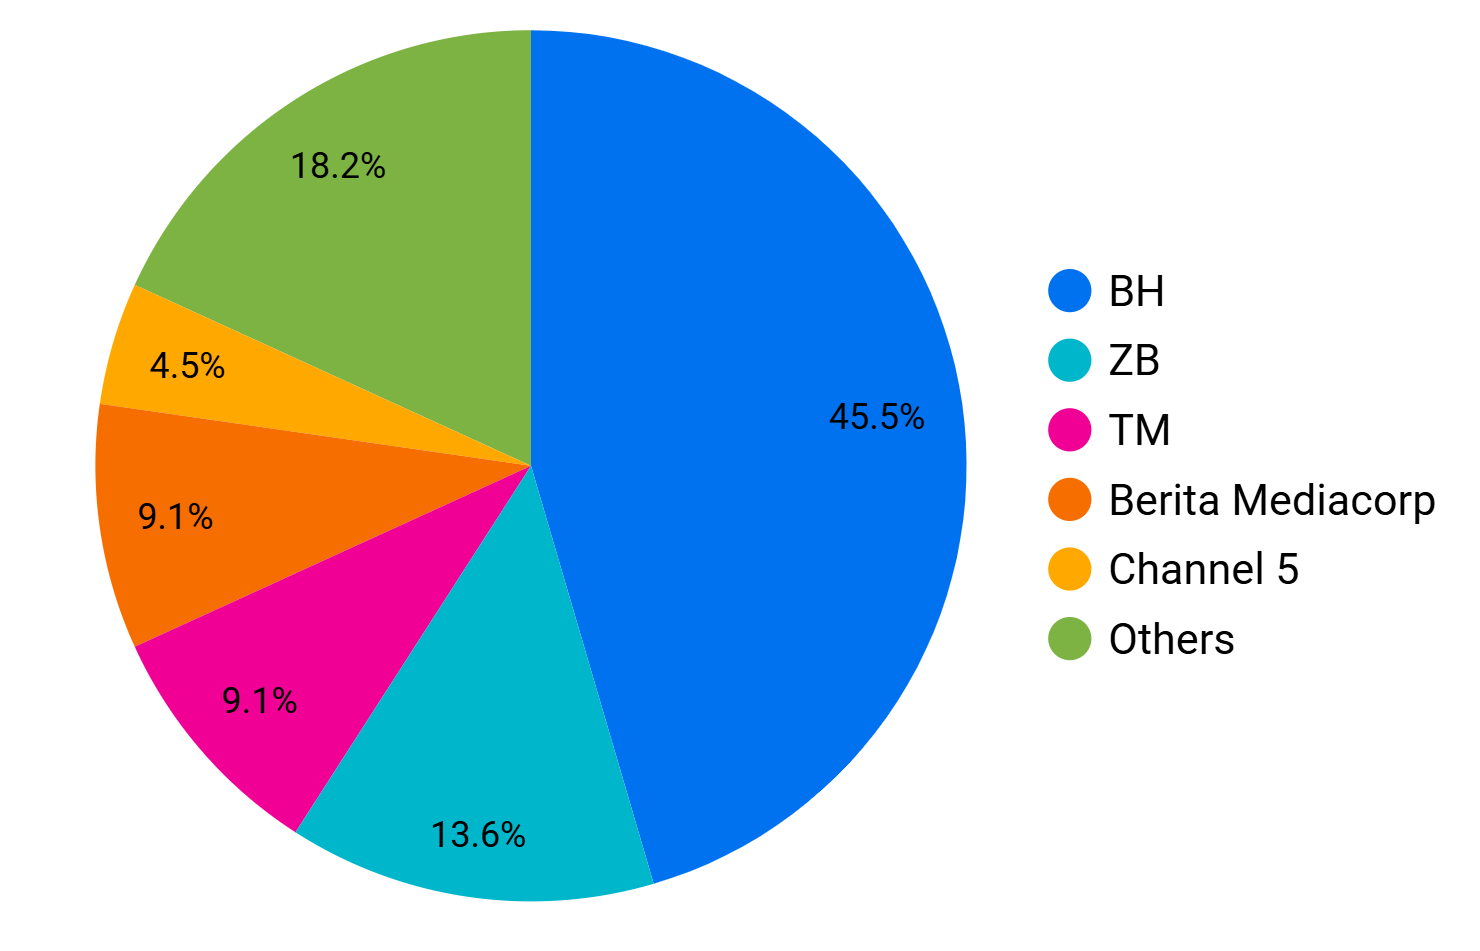 18.2%
4.5%
45.5%
9.1%
9.1%
13.6%
BH
ZB
TM
Berita Mediacorp
Channel 5
Others